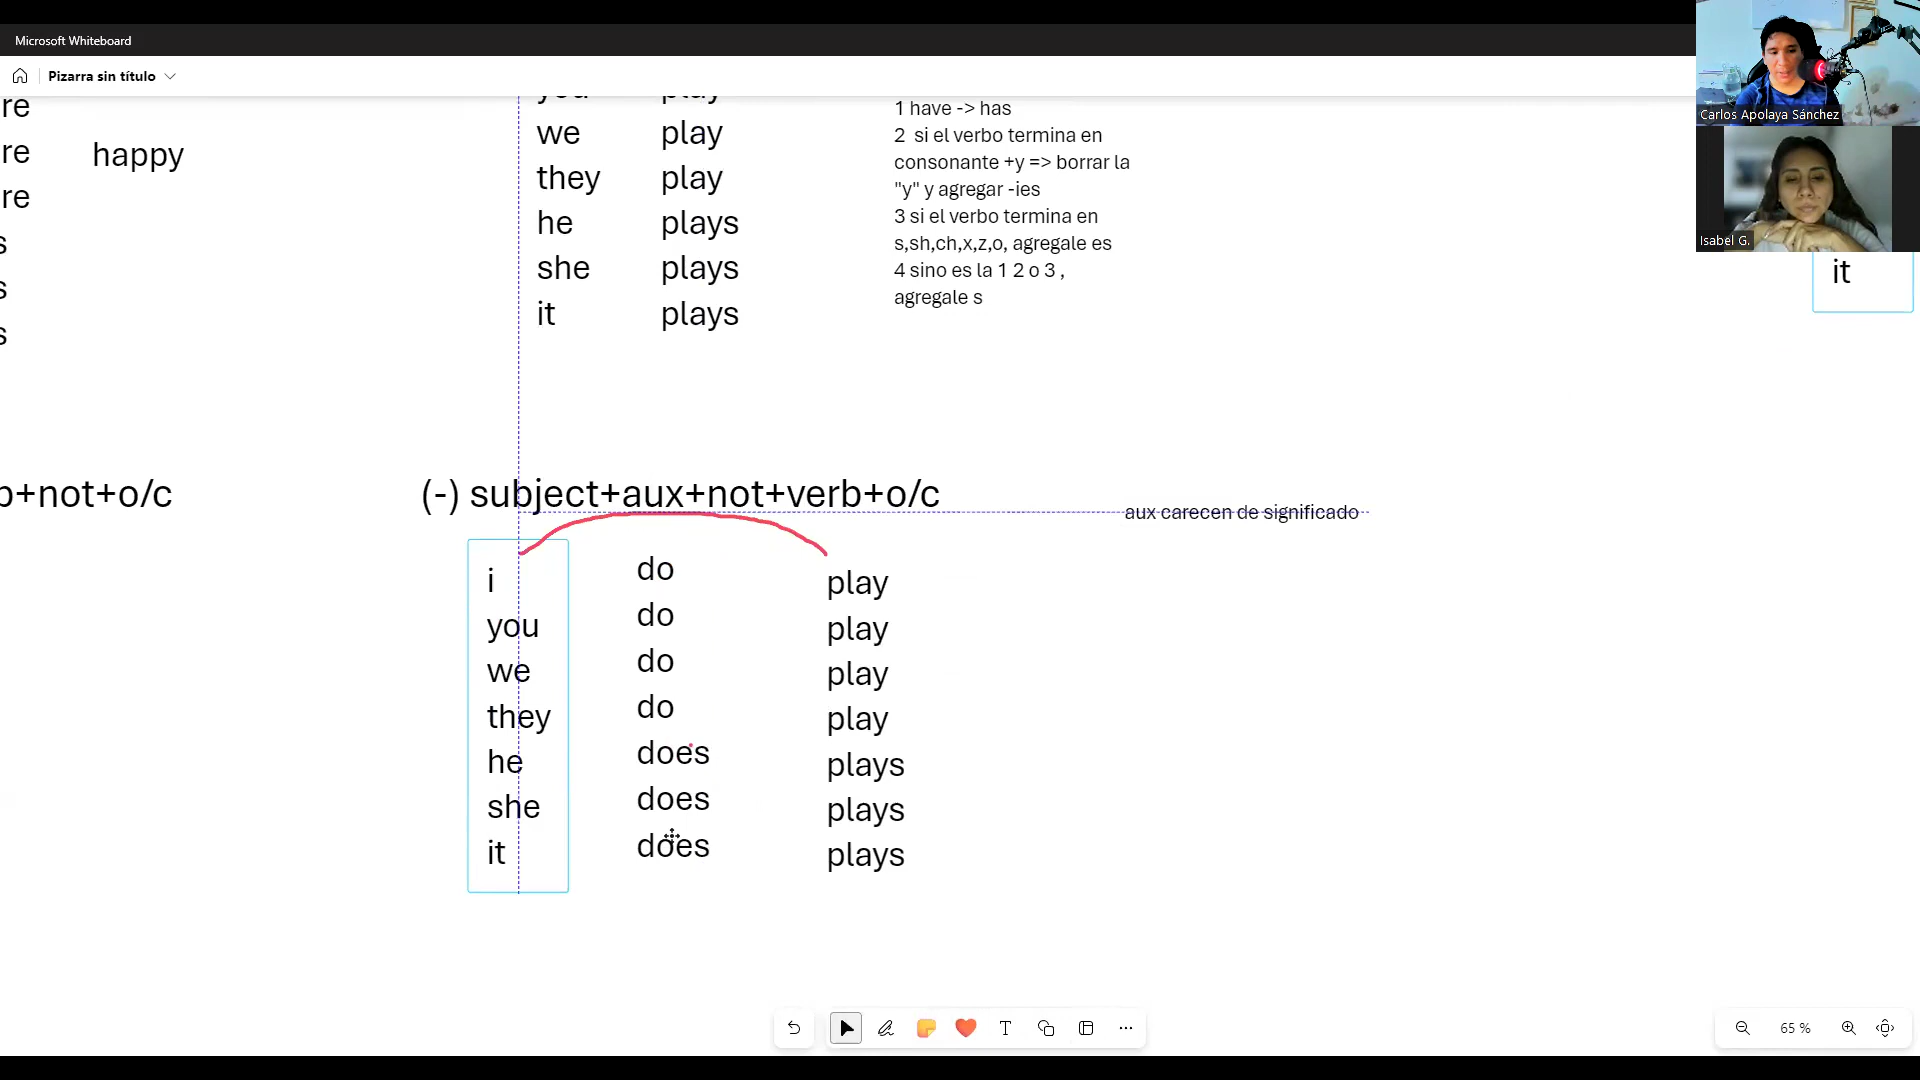 Microsoft Whiteboard
Pizarra sin título
re
re
re
s
s
s
happy
you play
we play
they play
he plays
she plays
it plays
1 have -> has
2 si el verbo termina en
consonante +y => borrar la
"y" y agregar -ies
3 si el verbo termina en
s,sh,ch,x,z,o, agregale es
4 sino es la 1 2 o 3 ,
agregale s
Carlos Apolaya Sánchez
Isabel G.
it
b+not+o/c
(-) subject+aux+not+verb+o/c
aux carecen de significado
i do play
you do play
we do play
they do play
he does plays
she does plays
it does plays
65 %